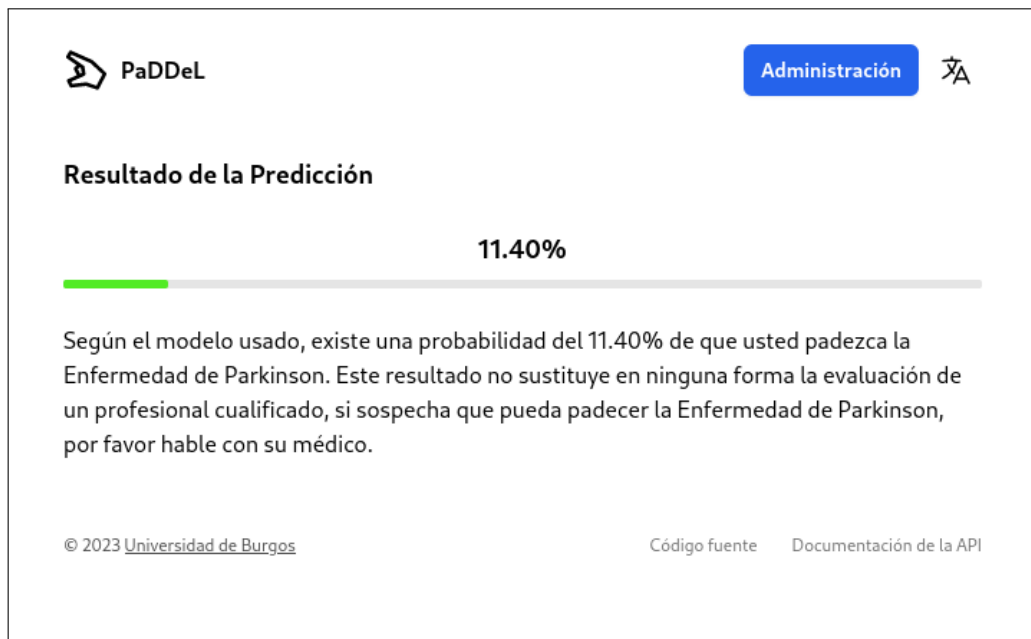 PaDDeL
Administración
Resultado de la Predicción
11.40%
Según el modelo usado, existe una probabilidad del 11.40% de que usted padezca la
Enfermedad de Parkinson. Este resultado no sustituye en ninguna forma la evaluación de
un profesional cualificado, si sospecha que pueda padecer la Enfermedad de Parkinson,
por favor hable con su médico.
© 2023 Universidad de Burgos
Código fuente
Documentación de la API